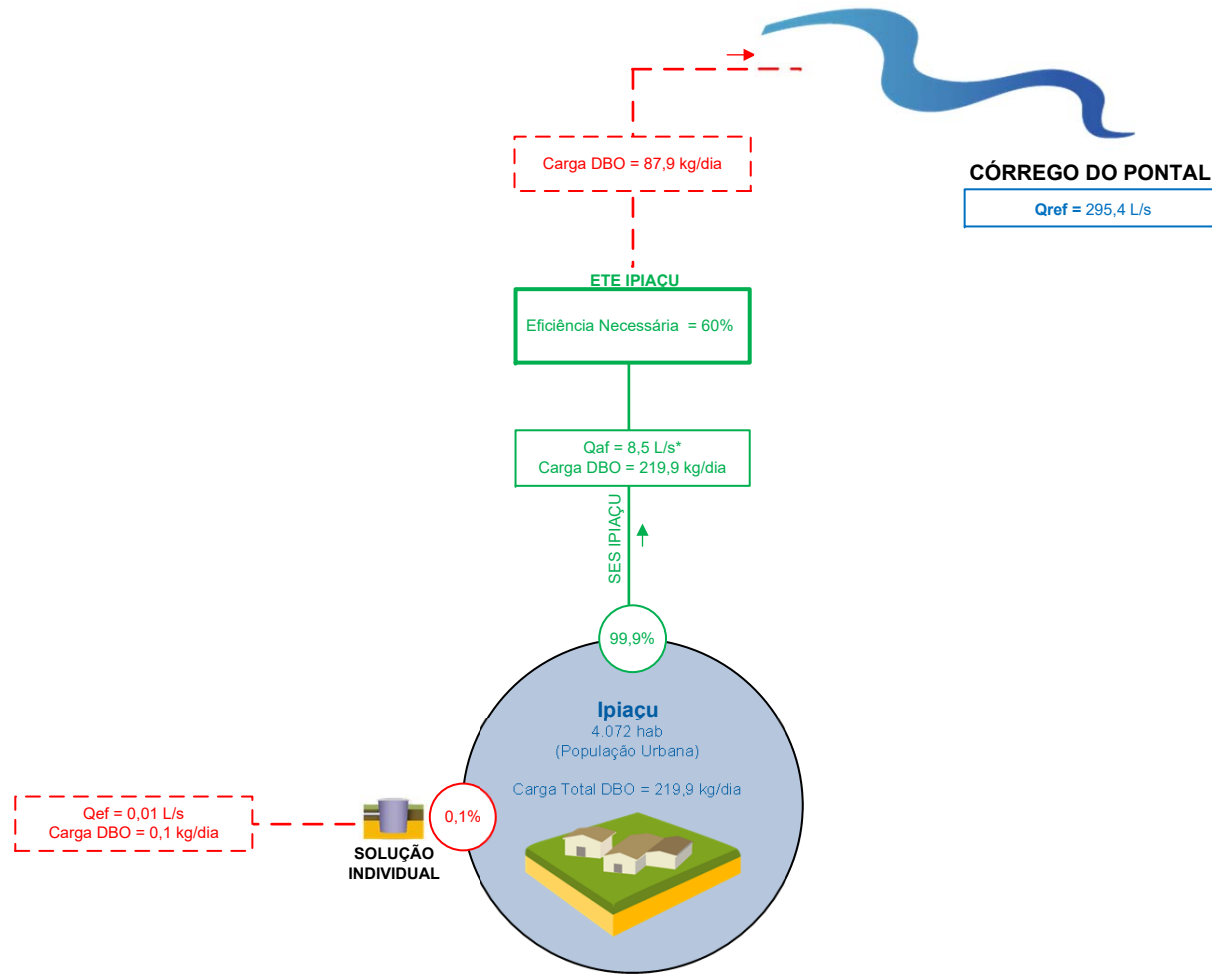 Carga DBO = 87,9 kg/dia
CÓRREGO DO PONTAL
Qref = 295,4 L/s
ETE IPIAÇU
Eficiência Necessária = 60%
Qaf = 8,5 L/s*
Carga DBO = 219,9 kg/dia
SES IPIAÇU
99,9%
Ipiaçu
4.072 hab
(População Urbana)
Carga Total DBO = 219,9 kg/dia
Qef = 0,01 L/s
Carga DBO = 0,1 kg/dia
0,1%
SOLUÇÃO
INDIVIDUAL